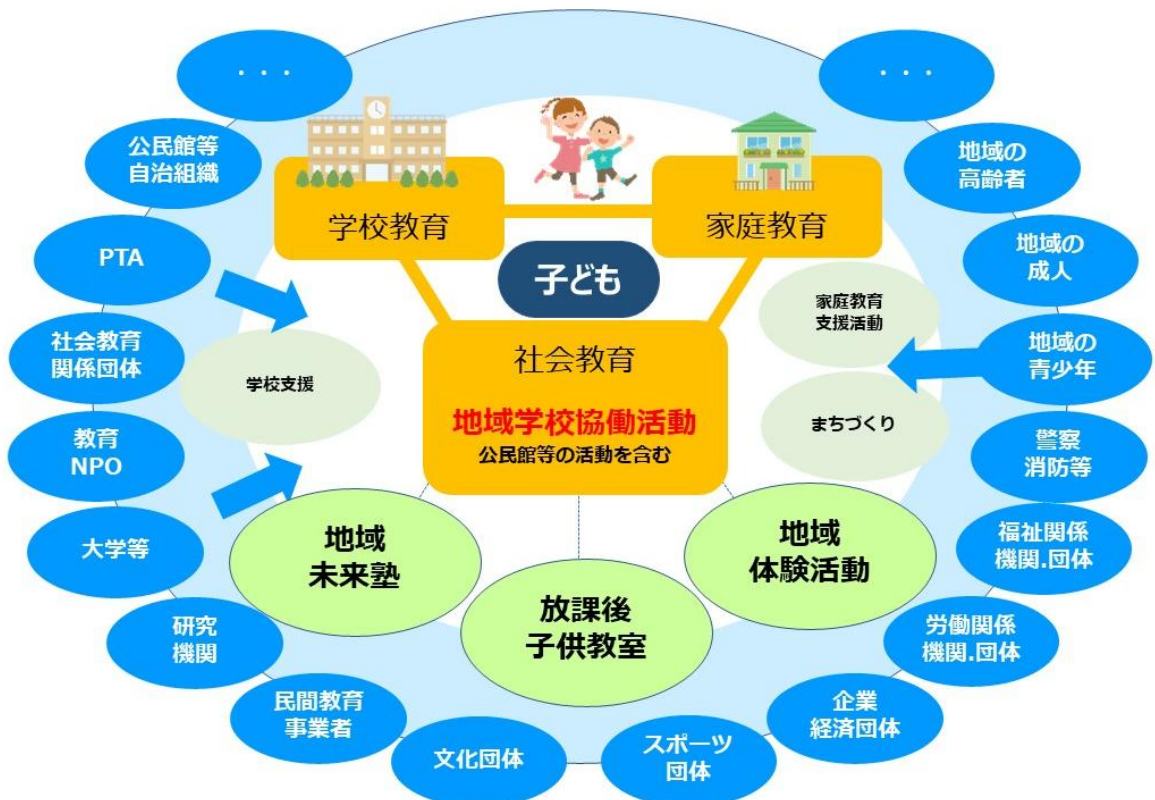 ・・・
・・・
公民館等
自治組織
地域の
高齢者
学校教育
家庭教育
PTA
地域の
成人
子ども
家庭教育
支援活動
社会教育
関係団体
社会教育
地域の
青少年
学校支援
地域学校協働活動
公民館等の活動を含む
まちづくり
教育
NPO
警察
消防等
大学等
地域
未来塾
地域
体験活動
福祉関係
機関.団体
放課後
子供教室
研究
機関
労働関係
機関.団体
民間教育
事業者
企業
経済団体
文化団体
スポーツ
団体